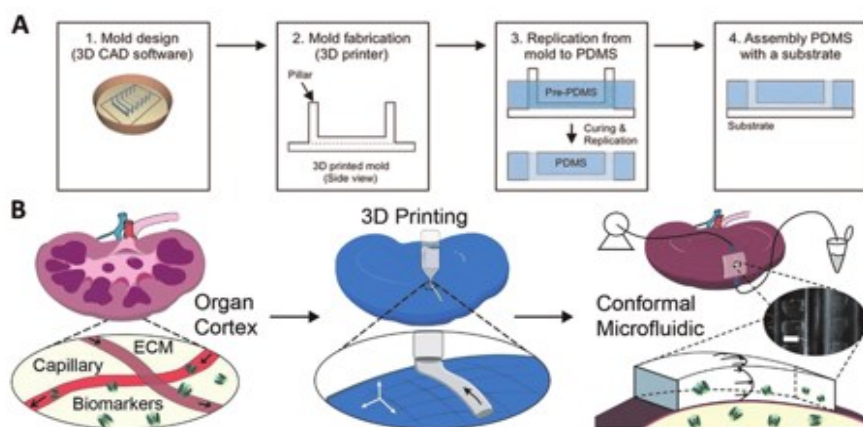 A
1. Mold design
(3D CAD software)
2. Mold fabrication
(3D printer)
Pillar
3D printed mold
(Side view)
3. Replication from
mold to PDMS
Pre-PDMS
Curing &
Replication
PDMS
4. Assembly PDMS
with a substrate
Substrate
B
Organ
Cortex
ECM
Capillary
Biomarkers
3D Printing
Conformal
Microfluidic